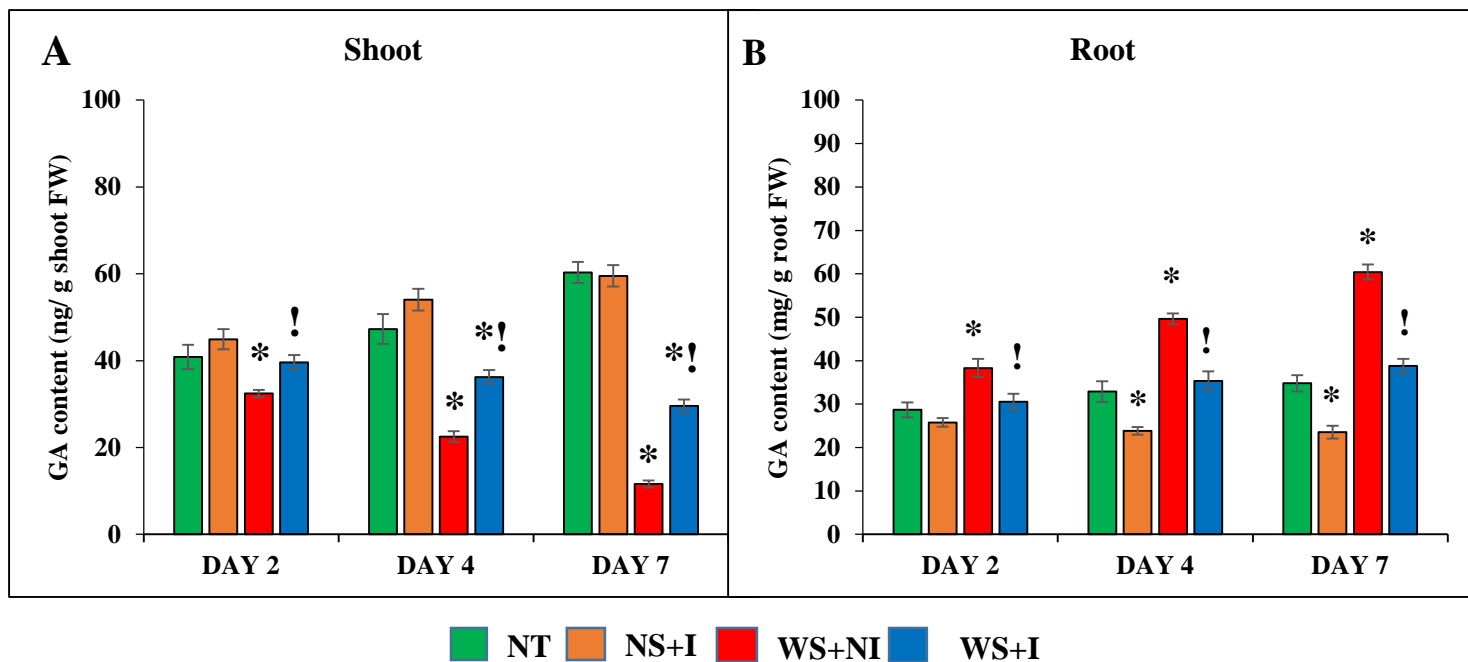 A Shoot
GA content (ng/ g shoot FW)
100
80
60
40
20
0
* ! * *! * *!
DAY 2 DAY 4 DAY 7
B Root
GA content (mg/ g root FW)
100
90
80
70
60
50
40
30
20
10
0
* ! * * ! * * !
DAY 2 DAY 4 DAY 7
NT NS+I WS+NI WS+I